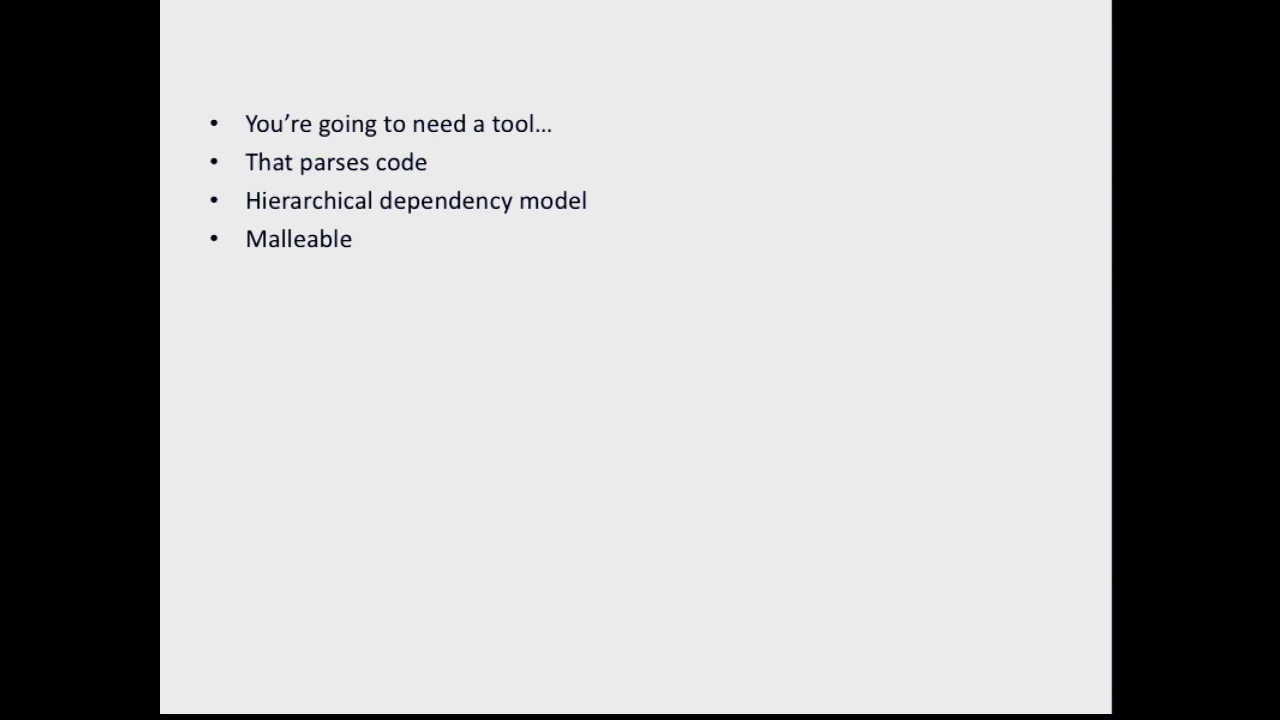 • You’re going to need a tool…
• That parses code
• Hierarchical dependency model
• Malleable